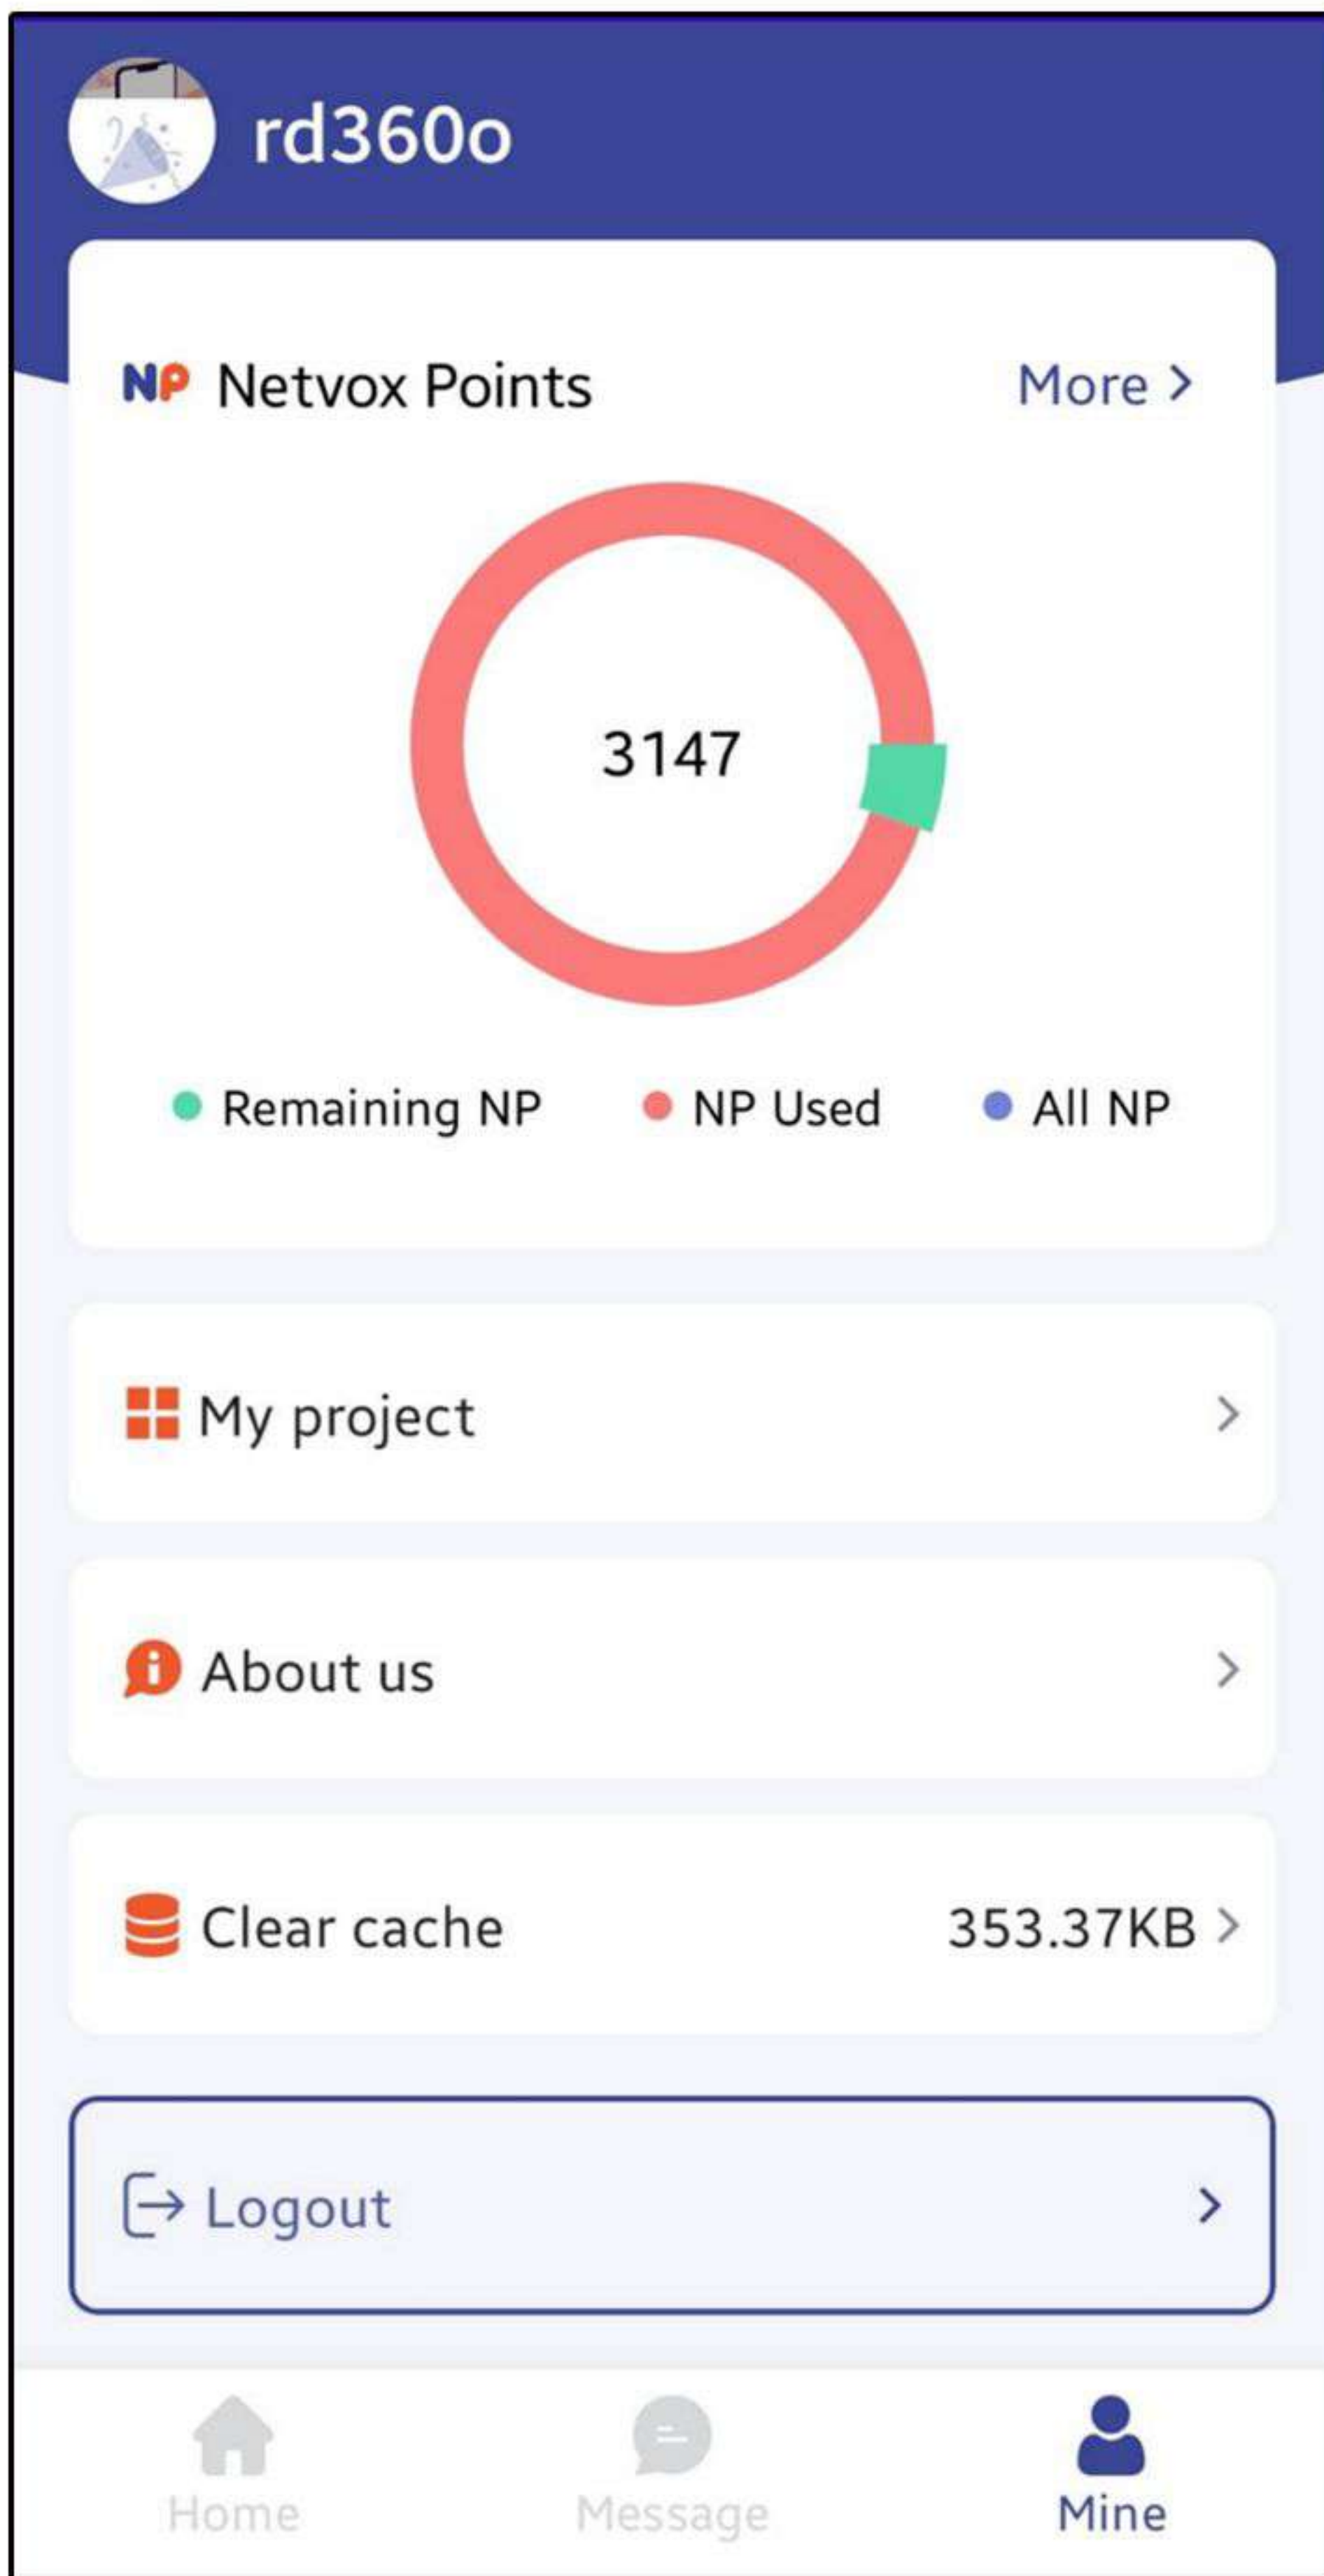 rd360o
NP Netvox Points More >
3147
Remaining NP NP Used All NP
My project >
About us >
Clear cache 353.37KB >
Logout >
Home Message Mine